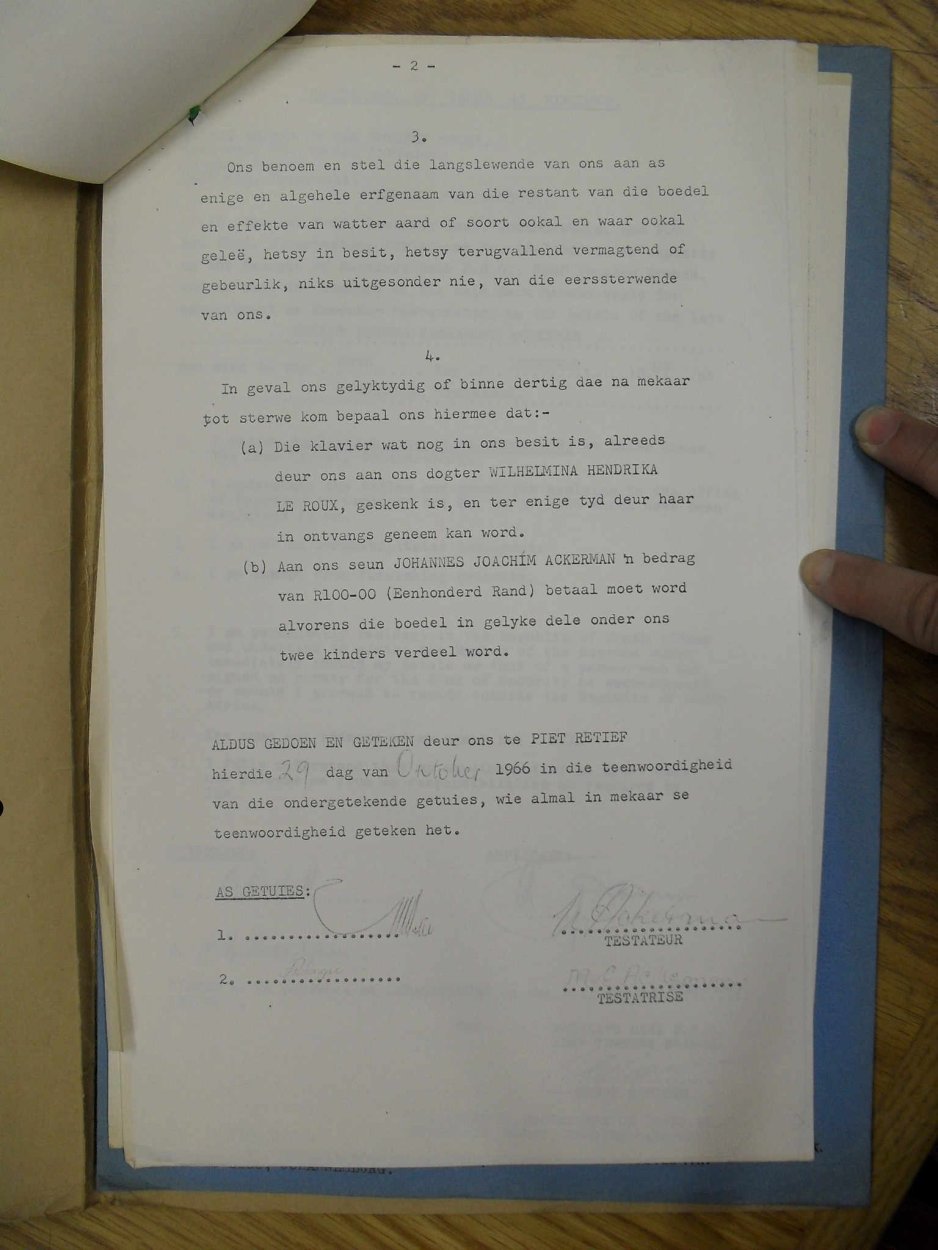 - 2 -
3.
Ons benoem en stel die langslewende van ons aan as
enige en algehele erfgenaam van die restant van die boedel
en effekte van watter aard of soort ookal en waar ookal
geleë, hetsy in besit, hetsy terugvallend vermagtend of
gebeurlik, niks uitgesonder nie, van die eerssterwende
van ons.
4.
In geval ons gelyktydig of binne dertig dae na mekaar
tot sterwe kom bepaal ons hiermee dat:-
(a) Die klavier wat nog in ons besit is, alreeds
deur ons aan ons dogter WILHELMINA HENDRIKA
LE ROUX, geskenk is, en ter enige tyd deur haar
in ontvangs geneem kan word.
(b) Aan ons seun JOHANNES JOACHIM ACKERMAN 'n bedrag
van R100-00 (Eenhonderd Rand) betaal moet word
alvorens die boedel in gelyke dele onder ons
twee kinders verdeel word.
ALDUS GEDOEN EN GETEKEN deur ons te PIET RETIEF
hierdie 29 dag van Oktober 1966 in die teenwoordigheid
van die ondergetekende getuies, wie almal in mekaar se
teenwoordigheid geteken het.
AS GETUIES:
1. ....................
Ackerman
TESTATEUR
2. ....................
TESTATRISE